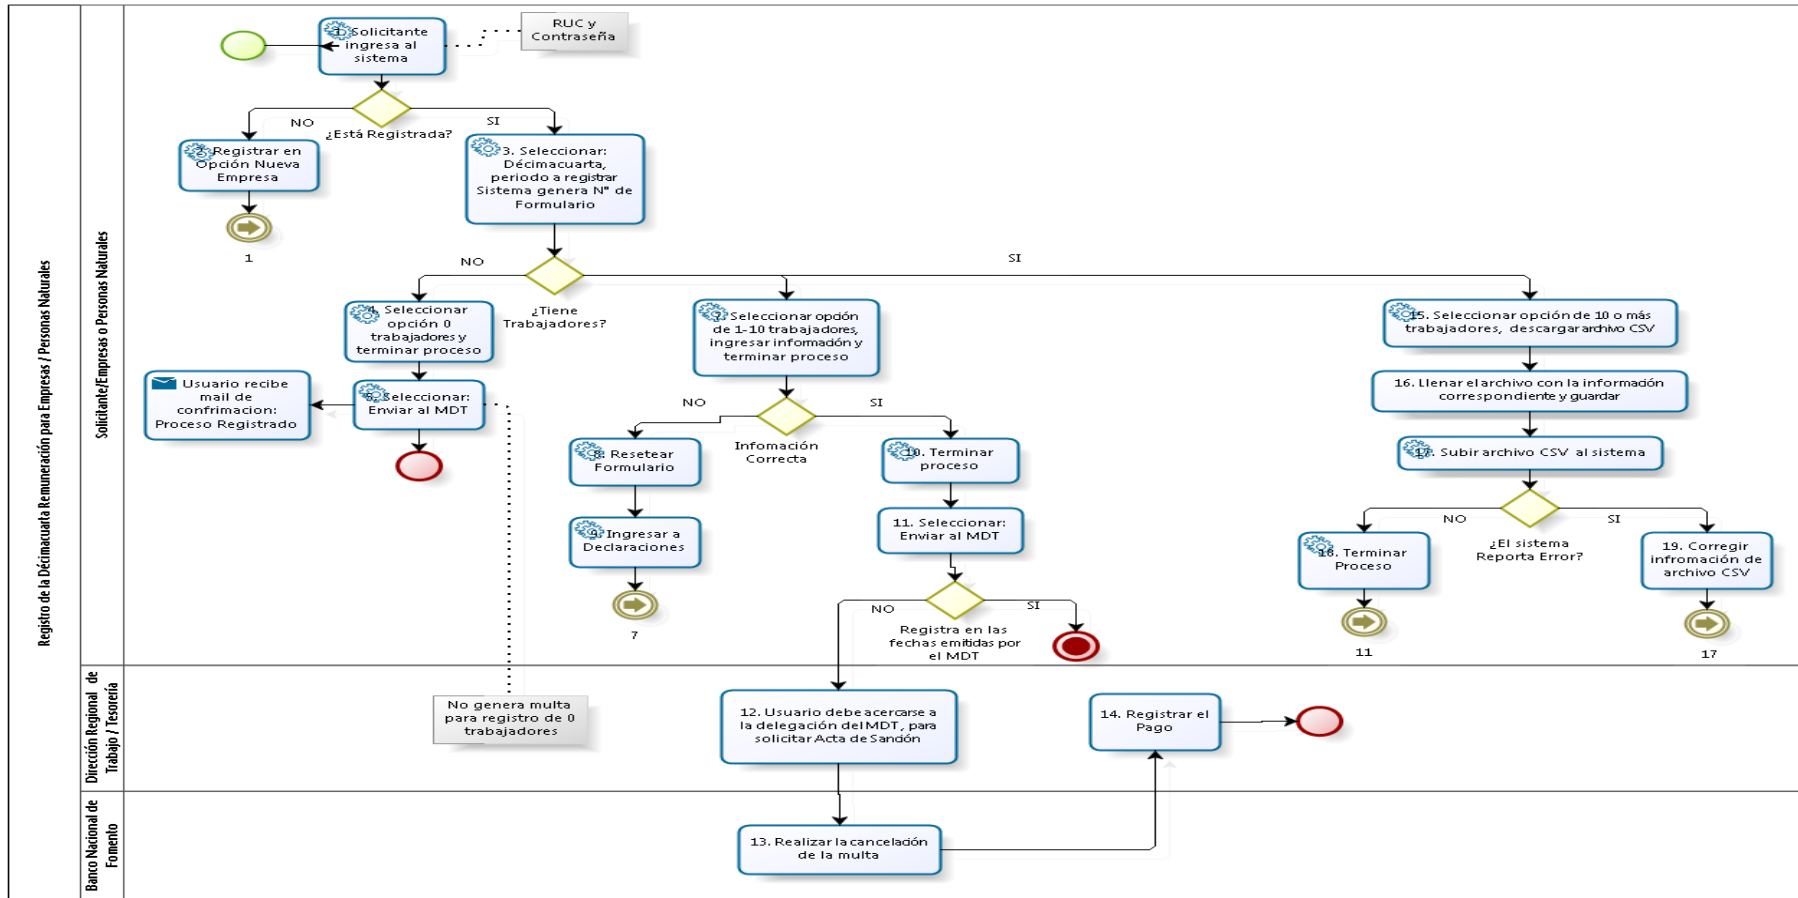 Registro de la Décimacuarta Remuneración para Empresas / Personas Naturales
Solicitante/Empresas o Personas Naturales
1. Solicitante
ingresa al
sistema
RUC y
Contraseña
¿Está Registrada?
NO
SI
2. Registrar en
Opción Nueva
Empresa
1
3. Seleccionar:
Décimacuarta,
periodo a registrar
Sistema genera N° de
Formulario
NO
SI
¿Tiene
Trabajadores?
4. Seleccionar
opción 0
trabajadores y
terminar proceso
Usuario recibe
mail de
confrimacion:
Proceso Registrado
5. Seleccionar:
Enviar al MDT
7. Seleccionar opción
de 1-10 trabajadores,
ingresar información y
terminar proceso
NO
SI
Infomación
Correcta
8. Resetear
Formulario
9. Ingresar a
Declaraciones
7
10. Terminar
proceso
11. Seleccionar:
Enviar al MDT
NO
SI
Registra en las
fechas emitidas por
el MDT
15. Seleccionar opción de 10 o más
trabajadores, descargar archivo CSV
16. Llenar el archivo con la información
correspondiente y guardar
17. Subir archivo CSV al sistema
NO
SI
¿El sistema
Reporta Error?
18. Terminar
Proceso
11
19. Corregir
infromación de
archivo CSV
17
Dirección Regional de
Trabajo / Tesorería
No genera multa
para registro de 0
trabajadores
12. Usuario debe acercarse a
la delegación del MDT, para
solicitar Acta de Sanción
14. Registrar el
Pago
Banco Nacional de
Fomento
13. Realizar la cancelación
de la multa